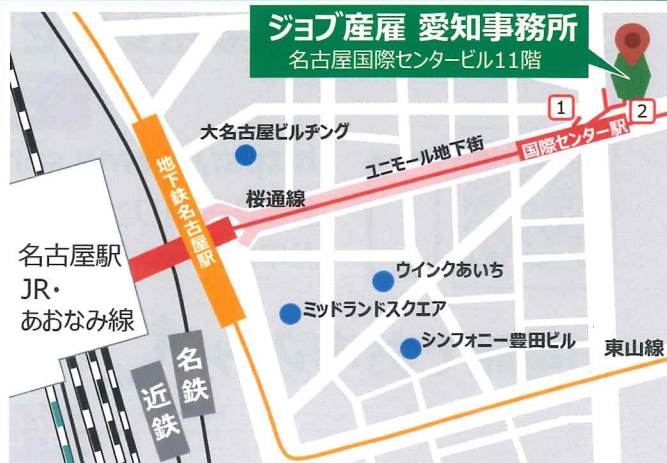 ジョブ産雇 愛知事務所
名古屋国際センタービル11階
1
2
国際センター駅
大名古屋ビルヂング
ユニモール地下街
桜通線
地下鉄名古屋駅
名古屋駅
JR・
あおなみ線
ウインクあいち
ミッドランドスクエア
シンフォニー豊田ビル
東山線
名鉄
近鉄